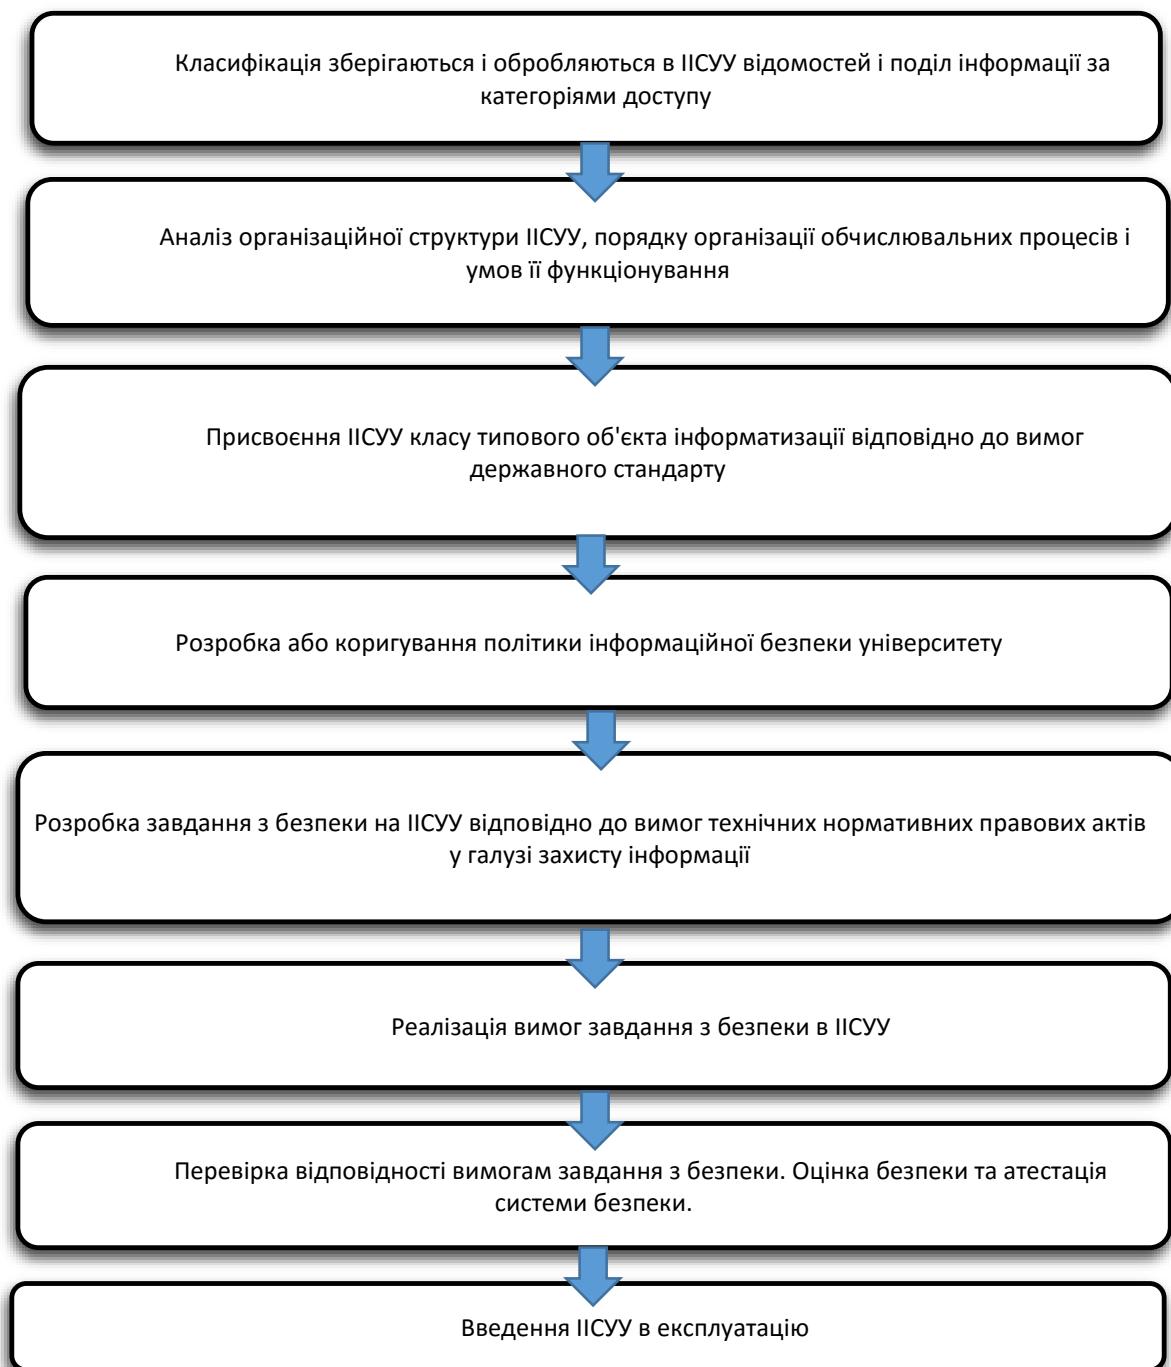 Класифікація зберігаються і обробляються в ІІСУУ відомостей і поділ інформації за
категоріями доступу
Аналіз організаційної структури ІІСУУ, порядку організації обчислювальних процесів і
умов її функціонування
Присвоєння ІІСУУ класу типового об'єкта інформатизації відповідно до вимог
державного стандарту
Розробка або коригування політики інформаційної безпеки університету
Розробка завдання з безпеки на ІІСУУ відповідно до вимог технічних нормативних правових актів
у галузі захисту інформації
Реалізація вимог завдання з безпеки в ІІСУУ
Перевірка відповідності вимогам завдання з безпеки. Оцінка безпеки та атестація
системи безпеки.
Введення ІІСУУ в експлуатацію